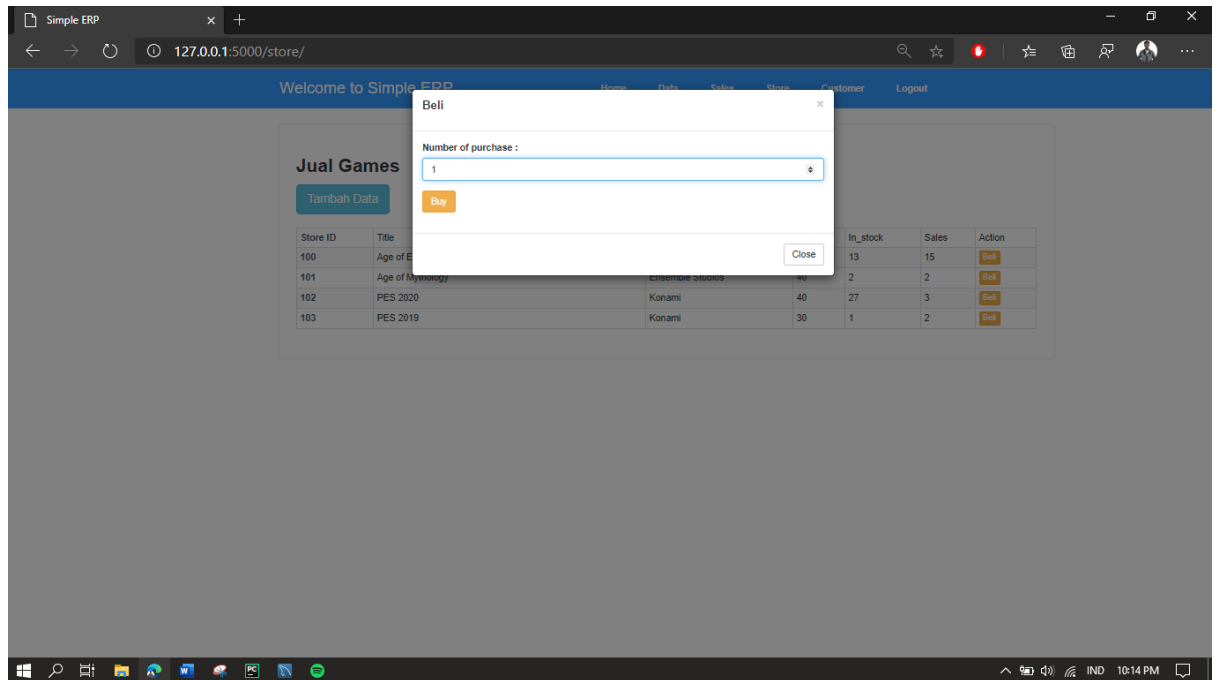 Simple ERP
127.0.0.1:5000/store/
Welcome to Simple ERP Home Data Sales Store Customer Logout
Beli ×
Number of purchase :
1
Buy
Close
Jual Games
Tambah Data
Store ID Title In_stock Sales Action
100 Age of E 13 15 Beli
101 Age of Mythology Ensemble Studios 40 2 2 Beli
102 PES 2020 Konami 40 27 3 Beli
103 PES 2019 Konami 30 1 2 Beli
IND 10:14 PM